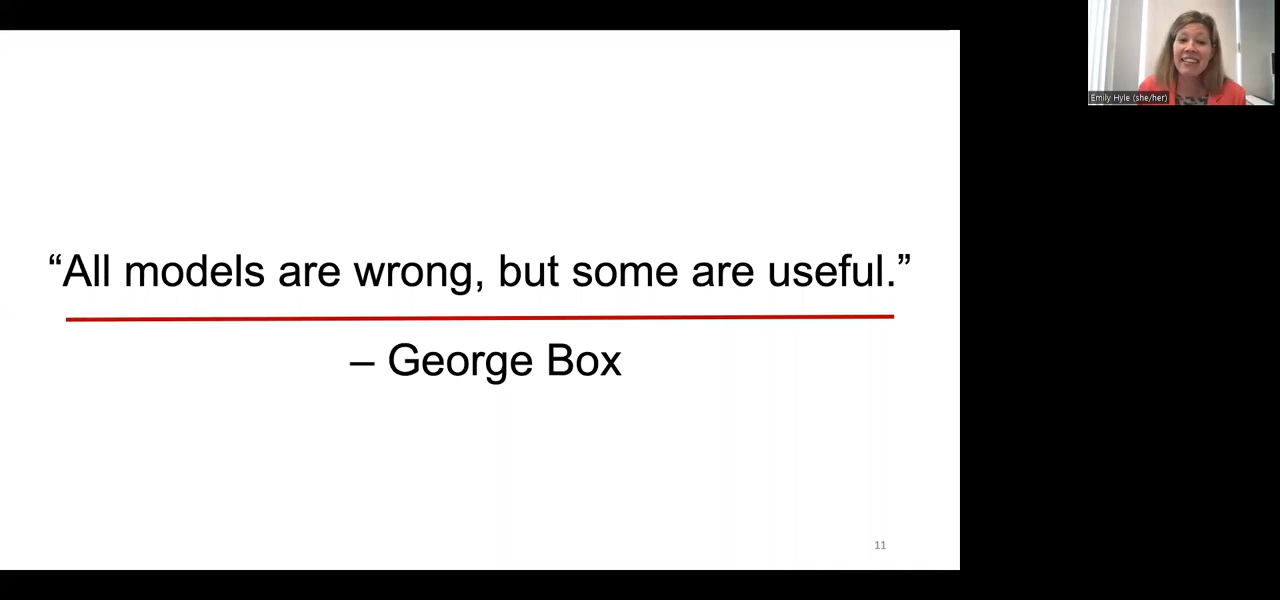 Emily Hyle (she/her)
“All models are wrong, but some are useful.”
– George Box
11